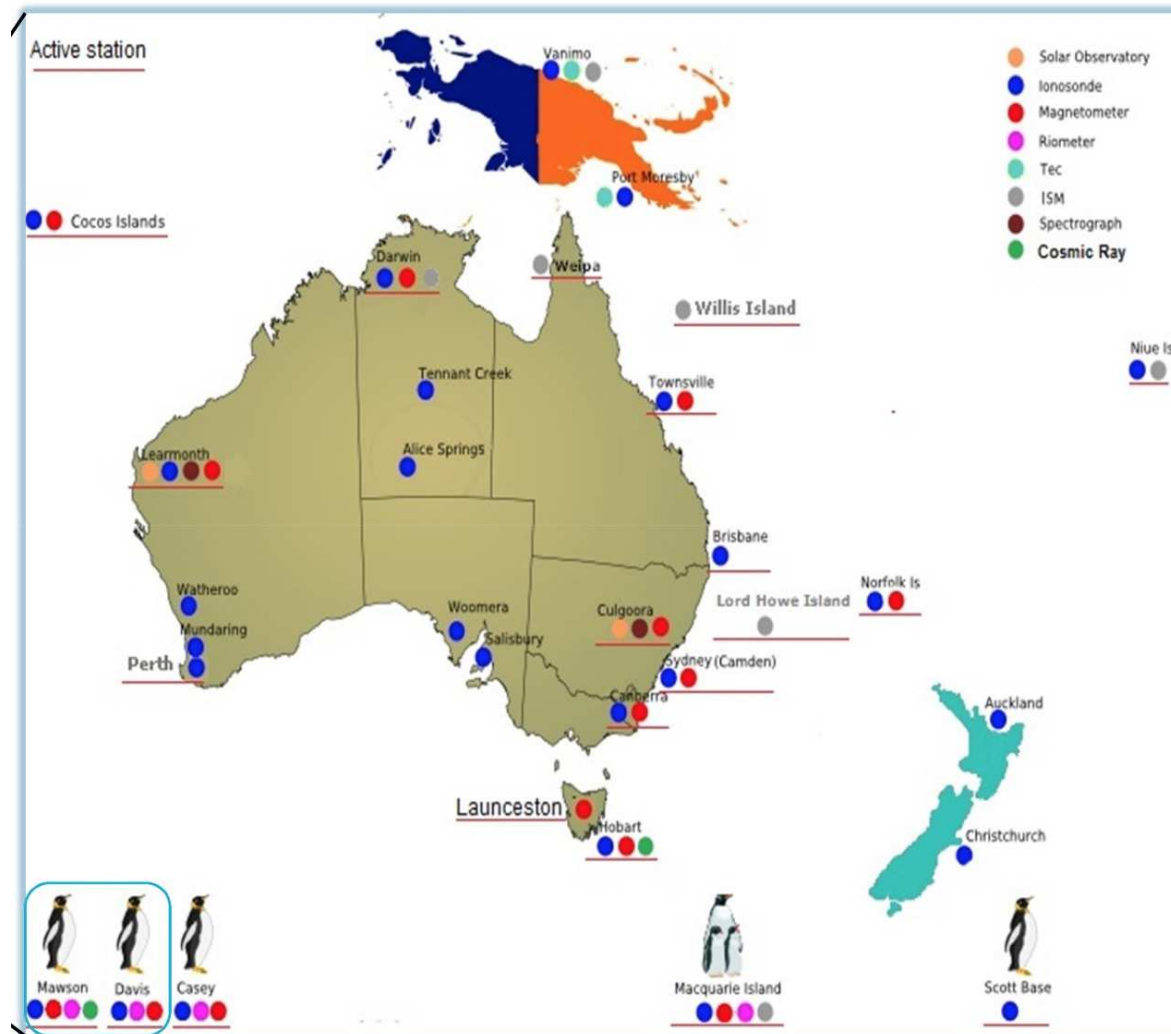 Active station
Vanimo
Solar Observatory
Ionosonde
Magnetometer
Riometer
Tec
ISM
Spectrograph
Cosmic Ray
Port Moresby'
Cocos Islands
Darwin
Weipa
Willis Island
Niue Is
Tennant Creek
Townsville
Alice Springs
Learmonth
Brisbane
Watheroo
Woomera
Culgoora
Lord Howe Island
Norfolk Is
Mundaring
Salisbury
Perth
Sydney (Camden)
Canberra
Auckland
Launceston
Hobart
Christchurch
Mawson
Davis
Casey
Macquarie Island
Scott Base